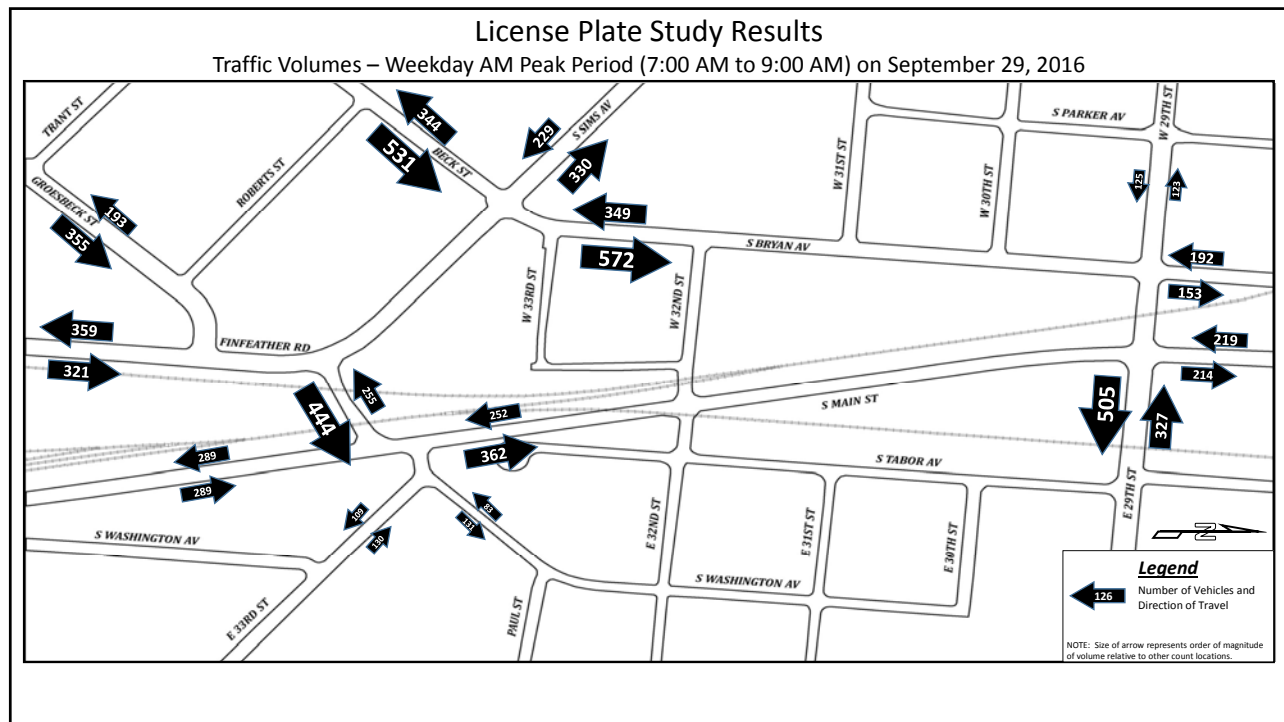 License Plate Study Results
Traffic Volumes – Weekday AM Peak Period (7:00 AM to 9:00 AM) on September 29, 2016
TRANT ST
344
229
S SIMS AV
S PARKER AV
W 29TH ST
531
BECK ST
330
W 31ST ST
W 30TH ST
125
123
GROESBECK ST
193
ROBERTS ST
355
349
S BRYAN AV
572
192
153
W 33RD ST
W 32ND ST
359
FINFEATHER RD
321
219
214
444
255
252
S MAIN ST
505
327
289
362
S TABOR AV
289
109
130
83
131
S WASHINGTON AV
E 32ND ST
E 31ST ST
E 30TH ST
E 29TH ST
N
S WASHINGTON AV
E 33RD ST
PAUL ST
Legend
126
Number of Vehicles and
Direction of Travel
NOTE: Size of arrow represents order of magnitude
of volume relative to other count locations.